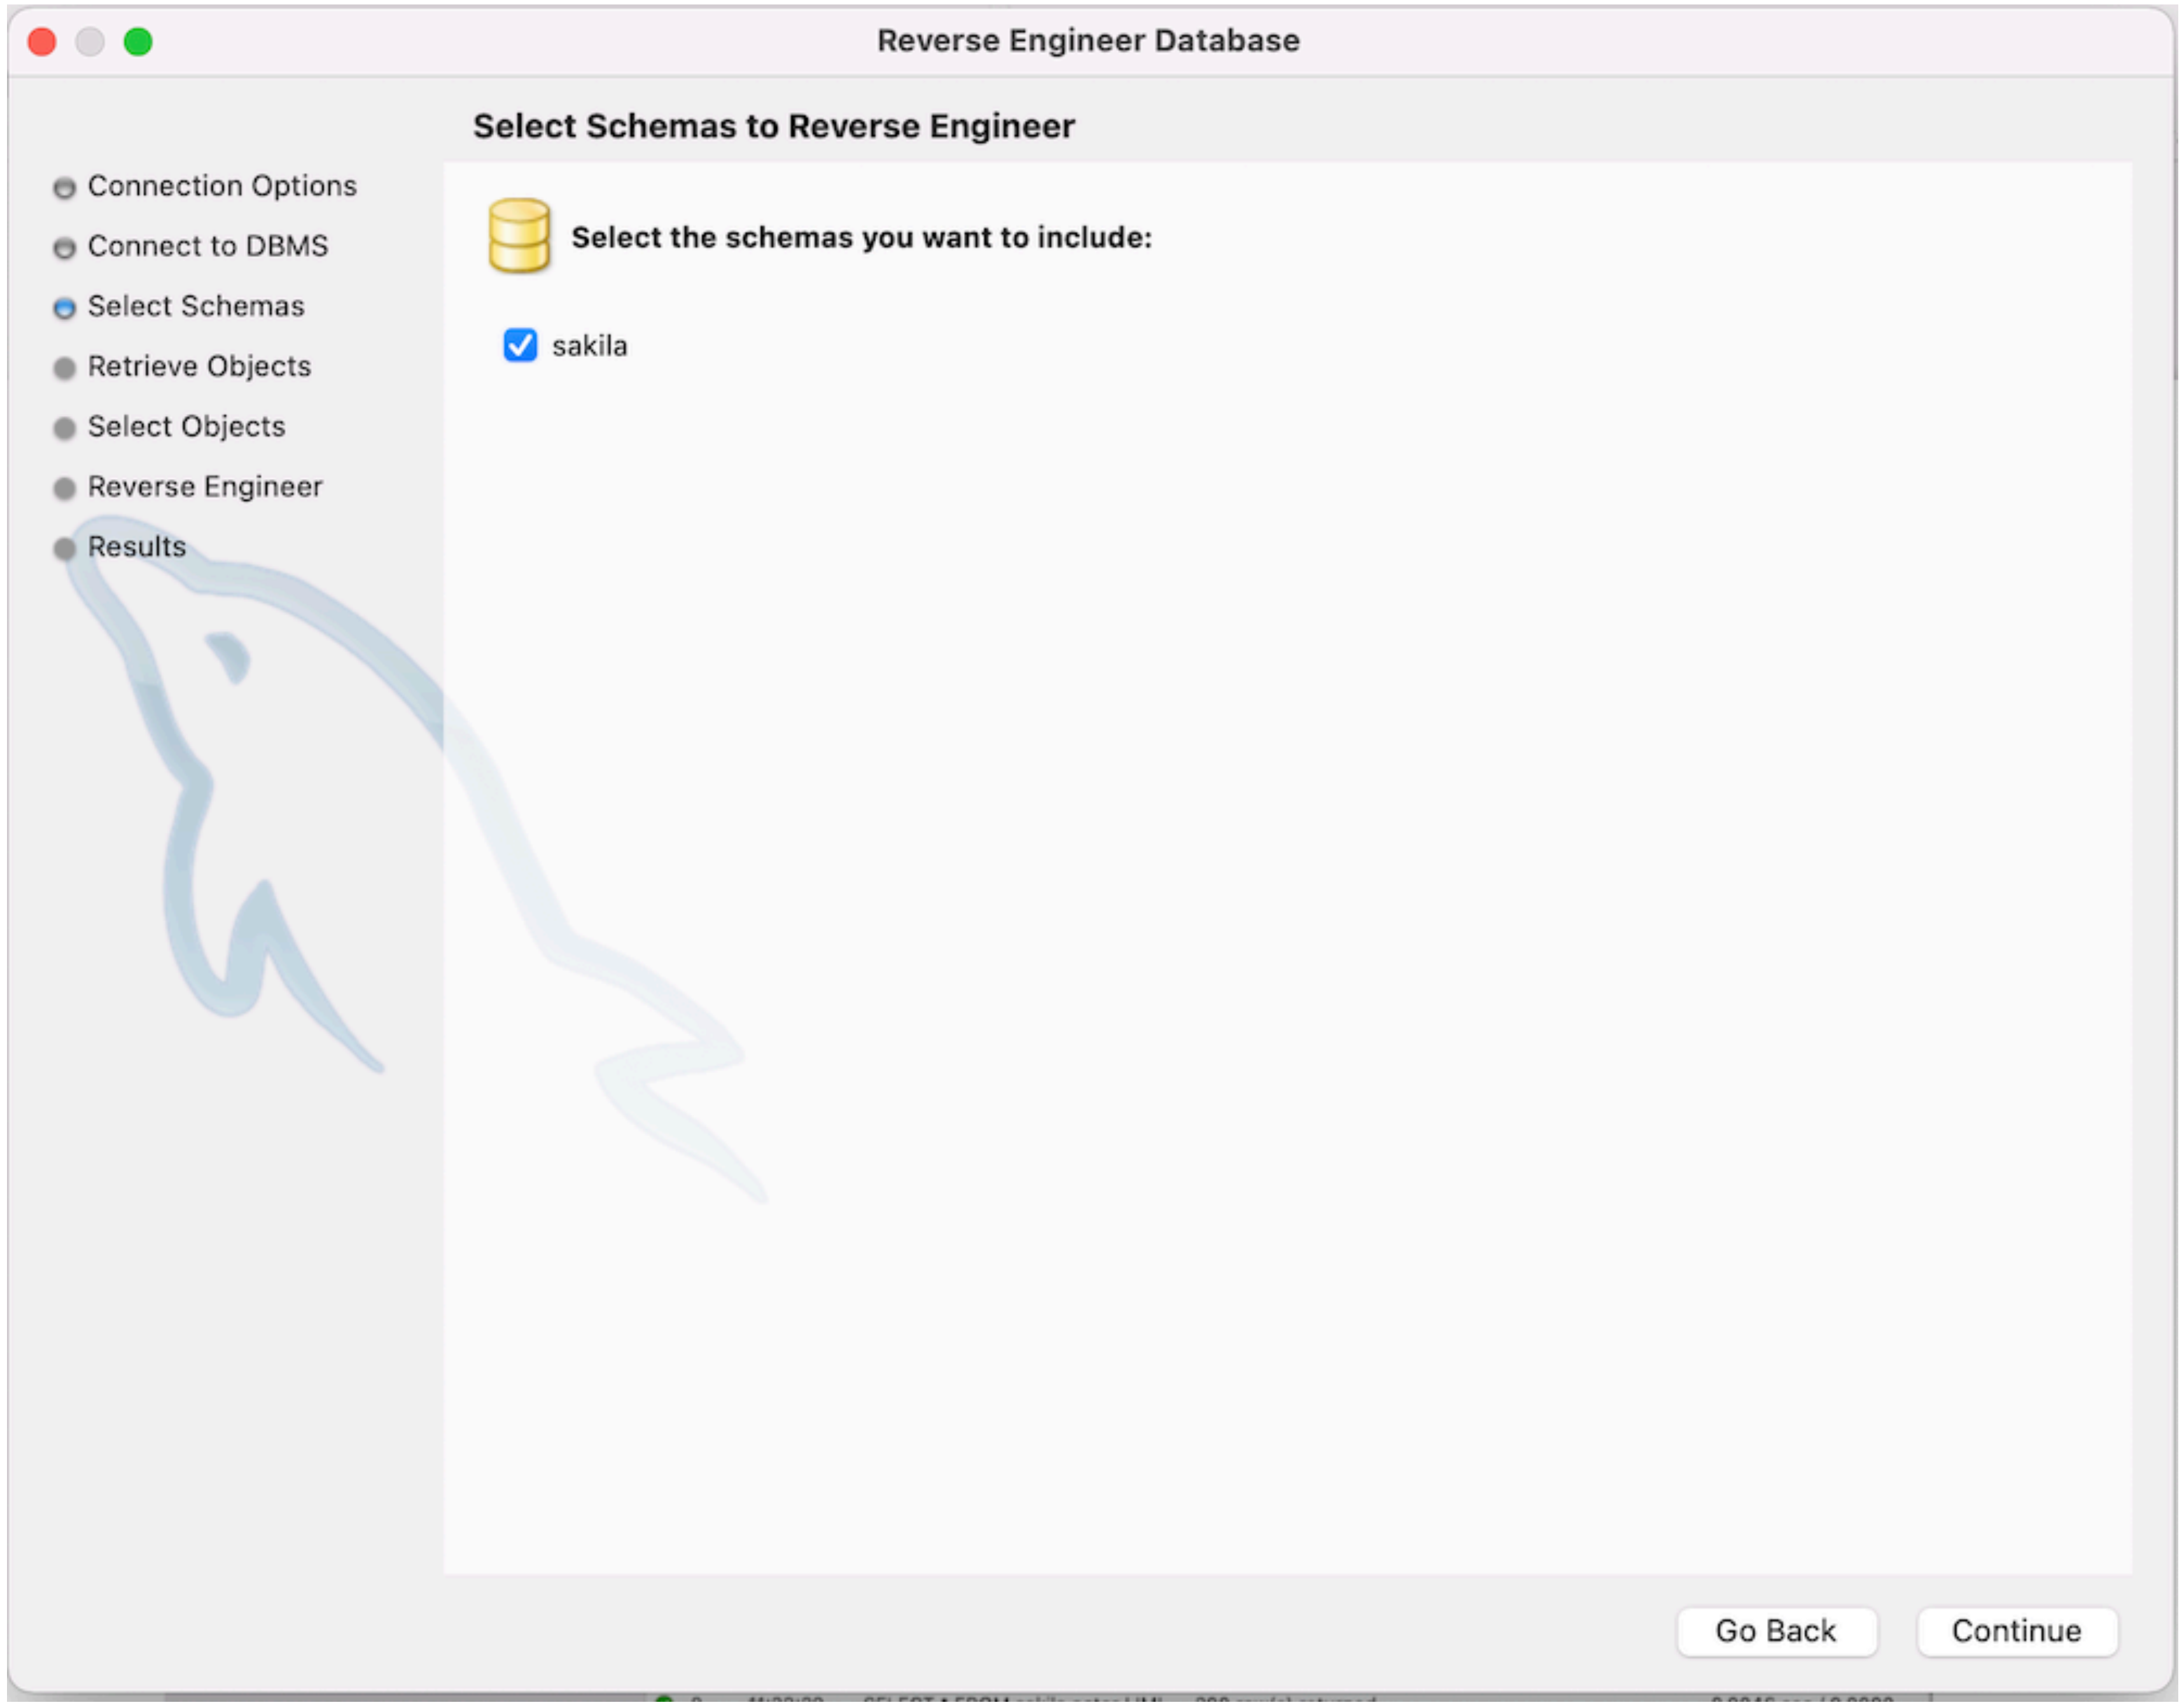 Reverse Engineer Database
Select Schemas to Reverse Engineer
Connection Options
Connect to DBMS
Select Schemas
Retrieve Objects
Select Objects
Reverse Engineer
Results
Select the schemas you want to include:
sakila
Go Back
Continue